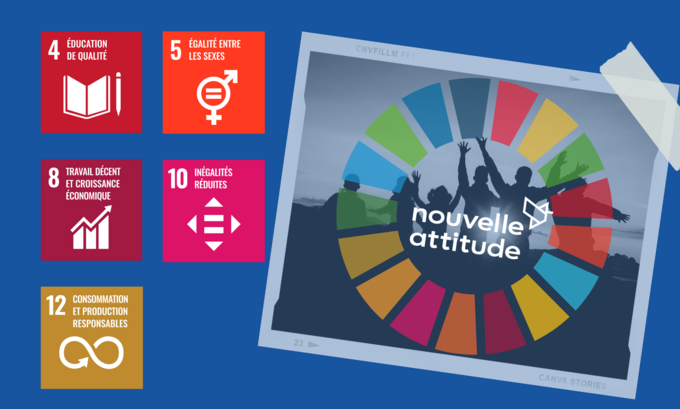 4
ÉDUCATION
DE QUALITÉ
5
ÉGALITÉ ENTRE
LES SEXES
8
TRAVAIL DÉCENT
ET CROISSANCE
ÉCONOMIQUE
10
INÉGALITÉS
RÉDUITES
12
CONSOMMATION
ET PRODUCTION
RESPONSABLES
nouvelle
attitude
23
CANVA STORIES